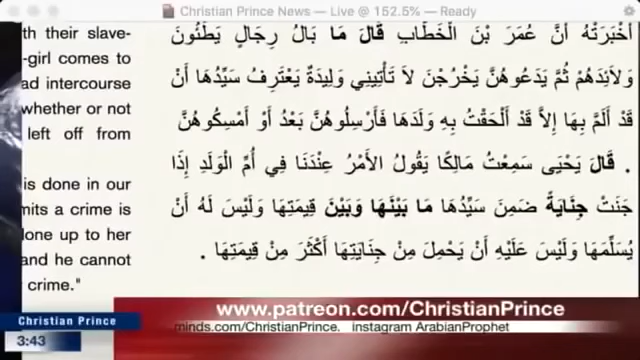 Christian Prince News — Live @ 152.5% — Ready
th their slave-
-girl comes to
ad intercourse
whether or not
left off from
is done in our
mits a crime is
lone up to her
and he cannot
crime."
أَخْبَرَتْهُ أَنَّ عُمَرَ بْنَ الْخَطَّابِ قَالَ مَا بَالُ رِجَالٍ يَطَئُونَ
وَلاَئِدَهُمْ ثُمَّ يَدَعُوهُنَّ يَخْرُجْنَ لاَ تَأْتِينِي وَلِيدَةٌ يَعْتَرِفُ سَيِّدُهَا أَنْ
قَدْ أَلَمَّ بِهَا إِلاَّ قَدْ أَلْحَقْتُ بِهِ وَلَدَهَا فَأَرْسِلُوهُنَّ بَعْدُ أَوْ أَمْسِكُوهُنَّ
. قَالَ يَحْيَى سَمِعْتُ مَالِكًا يَقُولُ الأَمْرُ عِنْدَنَا فِي أُمِّ الْوَلَدِ إِذَا
جَنَتْ جِنَايَةً ضَمِنَ سَيِّدُهَا مَا بَيْنَهَا وَبَيْنَ قِيمَتِهَا وَلَيْسَ لَهُ أَنْ
يُسَلِّمَهَا وَلَيْسَ عَلَيْهِ أَنْ يَحْمِلَ مِنْ جِنَايَتِهَا أَكْثَرَ مِنْ قِيمَتِهَا .
www.patreon.com/ChristianPrince
Christian Prince
minds.com/ChristianPrince. instagram ArabianProphet
3:43